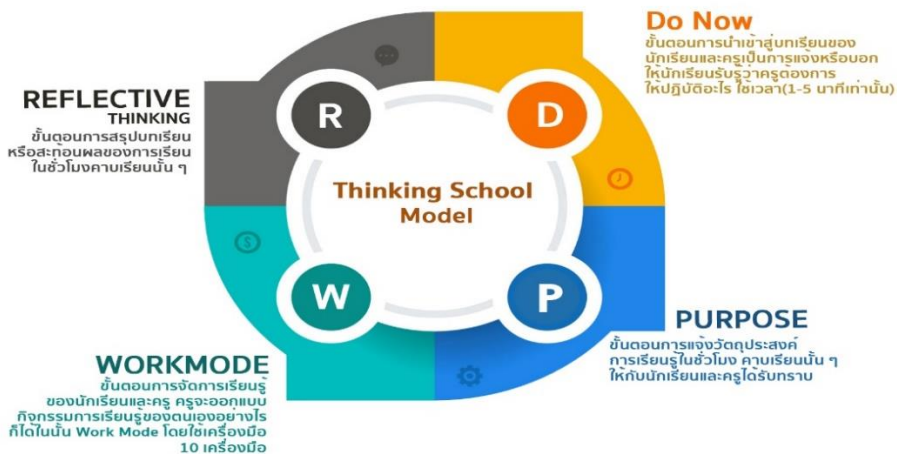 Do Now
ขั้นตอนการนำเข้าสู่บทเรียนของ
นักเรียนและครูเป็นการแจ้งหรือบอก
ให้นักเรียนรับรู้ว่าครูต้องการ
ให้ปฏิบัติอะไร ใช้เวลา(1-5 นาทีเท่านั้น)
REFLECTIVE
THINKING
ขั้นตอนการสรุปบทเรียน
หรือสะท้อนผลของการเรียน
ในชั่วโมงคาบเรียนนั้น ๆ
R
D
Thinking School
Model
W
P
PURPOSE
ขั้นตอนการแจ้งวัตถุประสงค์
การเรียนรู้ในชั่วโมง คาบเรียนนั้น ๆ
ให้กับนักเรียนและครูได้รับทราบ
WORKMODE
ขั้นตอนการจัดการเรียนรู้
ของนักเรียนและครู ครูจะออกแบบ
กิจกรรมการเรียนรู้ของตนเองอย่างไร
ก็ได้ในขั้น Work Mode โดยใช้เครื่องมือ
10 เครื่องมือ